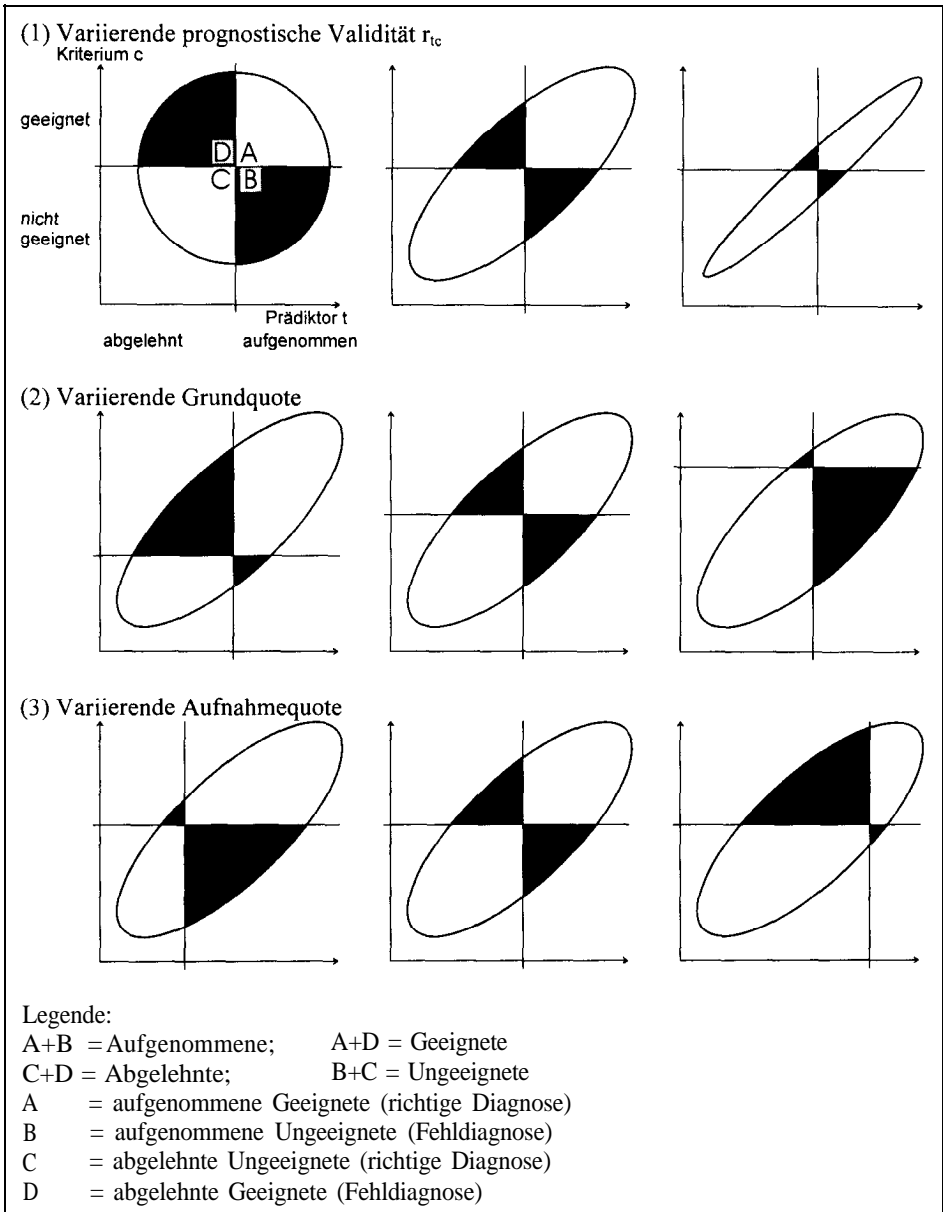 (1) Variierende prognostische Validität rtc
Kriterium c
geeignet
D A
C B
nicht
geeignet
Prädiktor t
abgelehnt aufgenommen
(2) Variierende Grundquote
(3) Variierende Aufnahmequote
Legende:
A+B = Aufgenommene; A+D = Geeignete
C+D = Abgelehnte; B+C = Ungeeignete
A = aufgenommene Geeignete (richtige Diagnose)
B = aufgenommene Ungeeignete (Fehldiagnose)
C = abgelehnte Ungeeignete (richtige Diagnose)
D = abgelehnte Geeignete (Fehldiagnose)